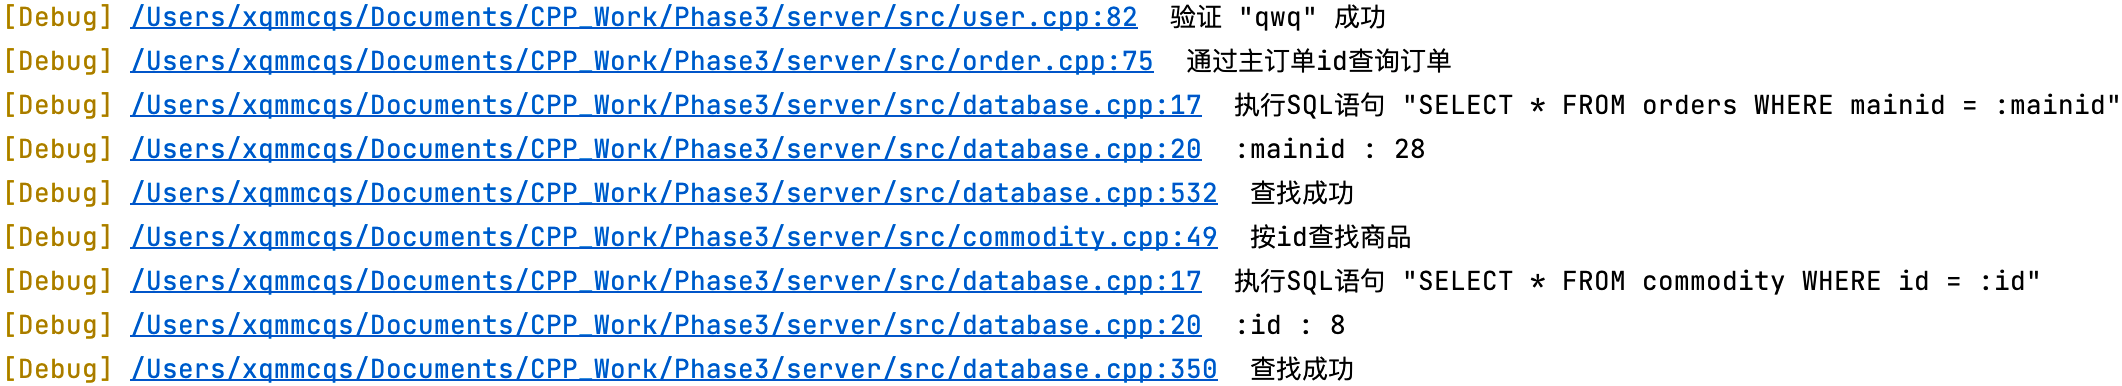 [Debug] /Users/xqmmcqs/Documents/CPP_Work/Phase3/server/src/user.cpp:82  验证 "qwq" 成功
[Debug] /Users/xqmmcqs/Documents/CPP_Work/Phase3/server/src/order.cpp:75  通过主订单id查询订单
[Debug] /Users/xqmmcqs/Documents/CPP_Work/Phase3/server/src/database.cpp:17  执行SQL语句 "SELECT * FROM orders WHERE mainid = :mainid"
[Debug] /Users/xqmmcqs/Documents/CPP_Work/Phase3/server/src/database.cpp:20  :mainid : 28
[Debug] /Users/xqmmcqs/Documents/CPP_Work/Phase3/server/src/database.cpp:532  查找成功
[Debug] /Users/xqmmcqs/Documents/CPP_Work/Phase3/server/src/commodity.cpp:49  按id查找商品
[Debug] /Users/xqmmcqs/Documents/CPP_Work/Phase3/server/src/database.cpp:17  执行SQL语句 "SELECT * FROM commodity WHERE id = :id"
[Debug] /Users/xqmmcqs/Documents/CPP_Work/Phase3/server/src/database.cpp:20  :id : 8
[Debug] /Users/xqmmcqs/Documents/CPP_Work/Phase3/server/src/database.cpp:350  查找成功